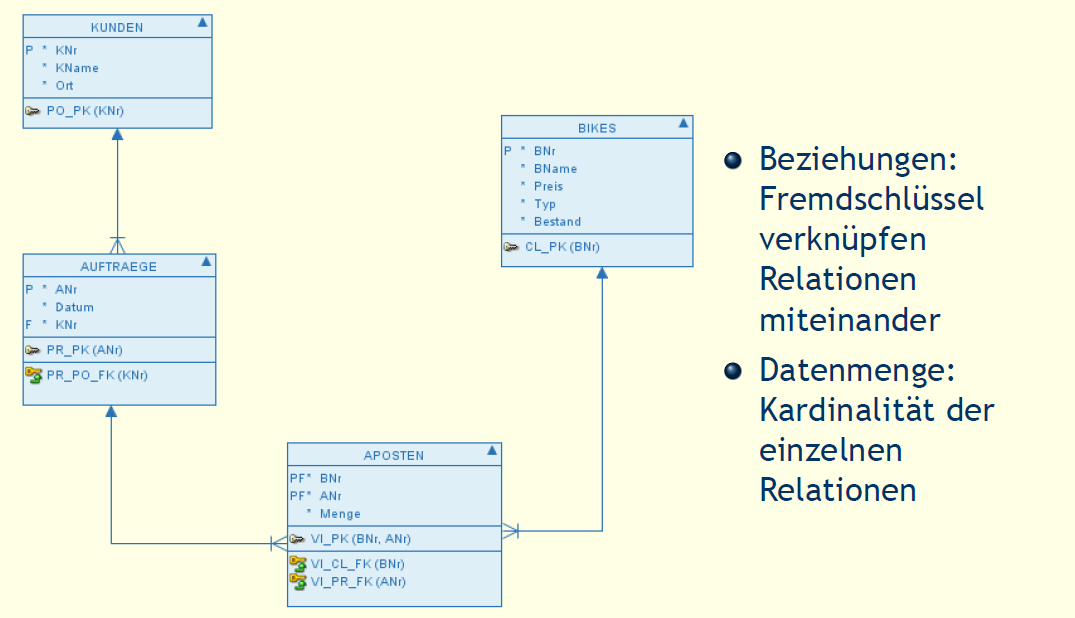 KUNDEN
P * KNr
* KName
* Ort
PO_PK (KNr)
AUFTRAEGE
P * ANr
* Datum
F * KNr
PR_PK (ANr)
PR_PO_FK (KNr)
BIKES
P * BNr
* BName
* Preis
* Typ
* Bestand
CL_PK (BNr)
APOSTEN
PF* BNr
PF* ANr
* Menge
VI_PK (BNr, ANr)
VI_CL_FK (BNr)
VI_PR_FK (ANr)
Beziehungen:
Fremdschlüssel
verknüpfen
Relationen
miteinander
Datenmenge:
Kardinalität der
einzelnen
Relationen